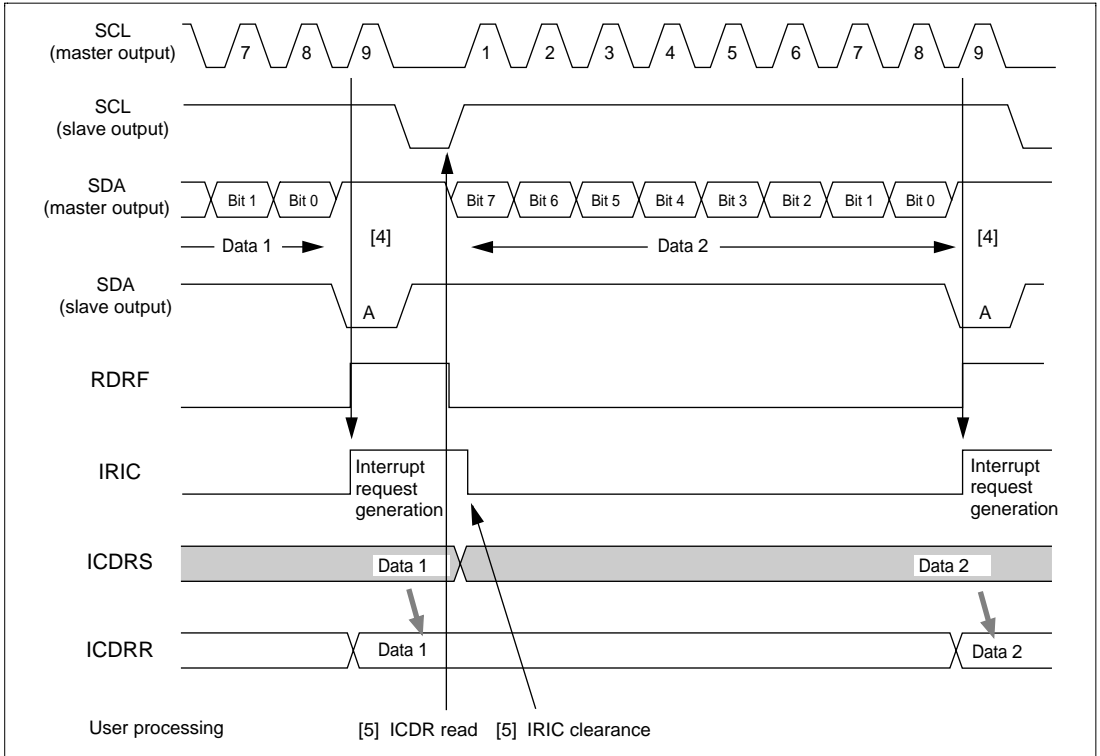 SCL
(master output)
7 8 9 1 2 3 4 5 6 7 8 9
SCL
(slave output)
SDA
(master output)
Bit 1 Bit 0 Bit 7 Bit 6 Bit 5 Bit 4 Bit 3 Bit 2 Bit 1 Bit 0
Data 1 [4] Data 2 [4]
SDA
(slave output)
A A
RDRF
IRIC
Interrupt
request
generation
Interrupt
request
generation
ICDRS
Data 1 Data 2
ICDRR
Data 1 Data 2
User processing [5] ICDR read [5] IRIC clearance